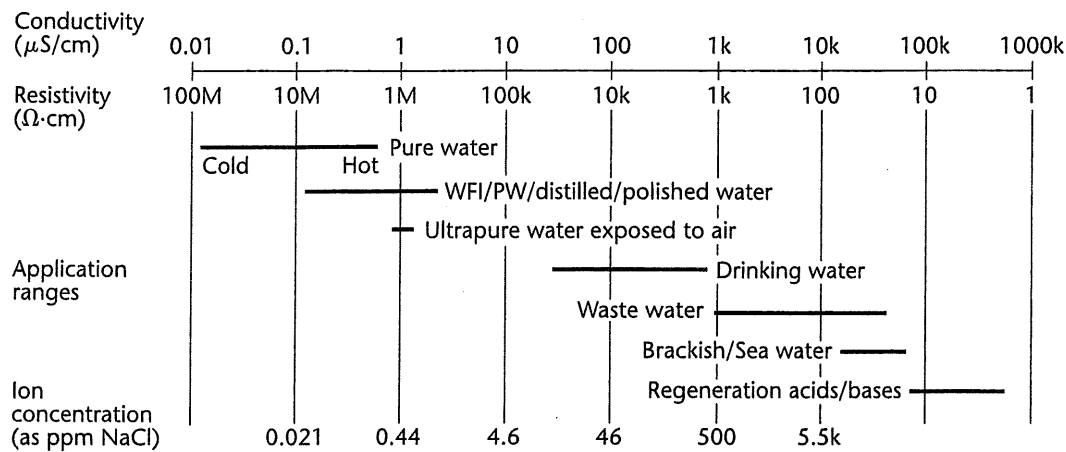 Conductivity
(μS/cm) 0.01 0.1 1 10 100 1k 10k 100k 1000k
Resistivity 100M 10M 1M 100k 10k 1k 100 10 1
(Ω·cm)
Pure water
Cold Hot
WFI/PW/distilled/polished water
Ultrapure water exposed to air
Application
ranges
Drinking water
Waste water
Brackish/Sea water
Regeneration acids/bases
Ion
concentration
(as ppm NaCl) 0.021 0.44 4.6 46 500 5.5k